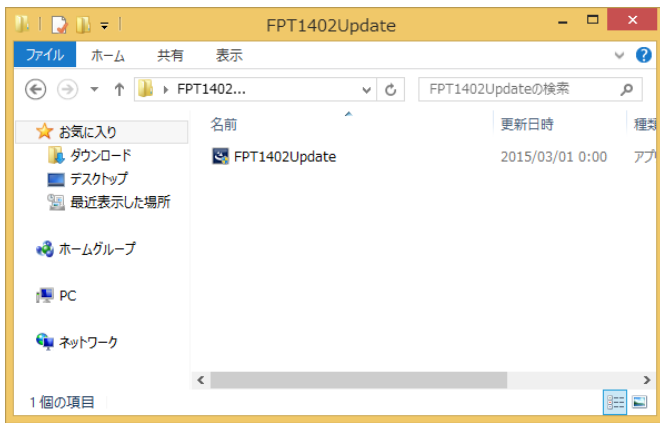 FPT1402Update
ファイル ホーム 共有 表示
FPT1402... FPT1402Updateの検索
名前 更新日時 種類
お気に入り
ダウンロード
デスクトップ
最近表示した場所
ホームグループ
PC
ネットワーク
FPT1402Update 2015/03/01 0:00 アプ
1 個の項目